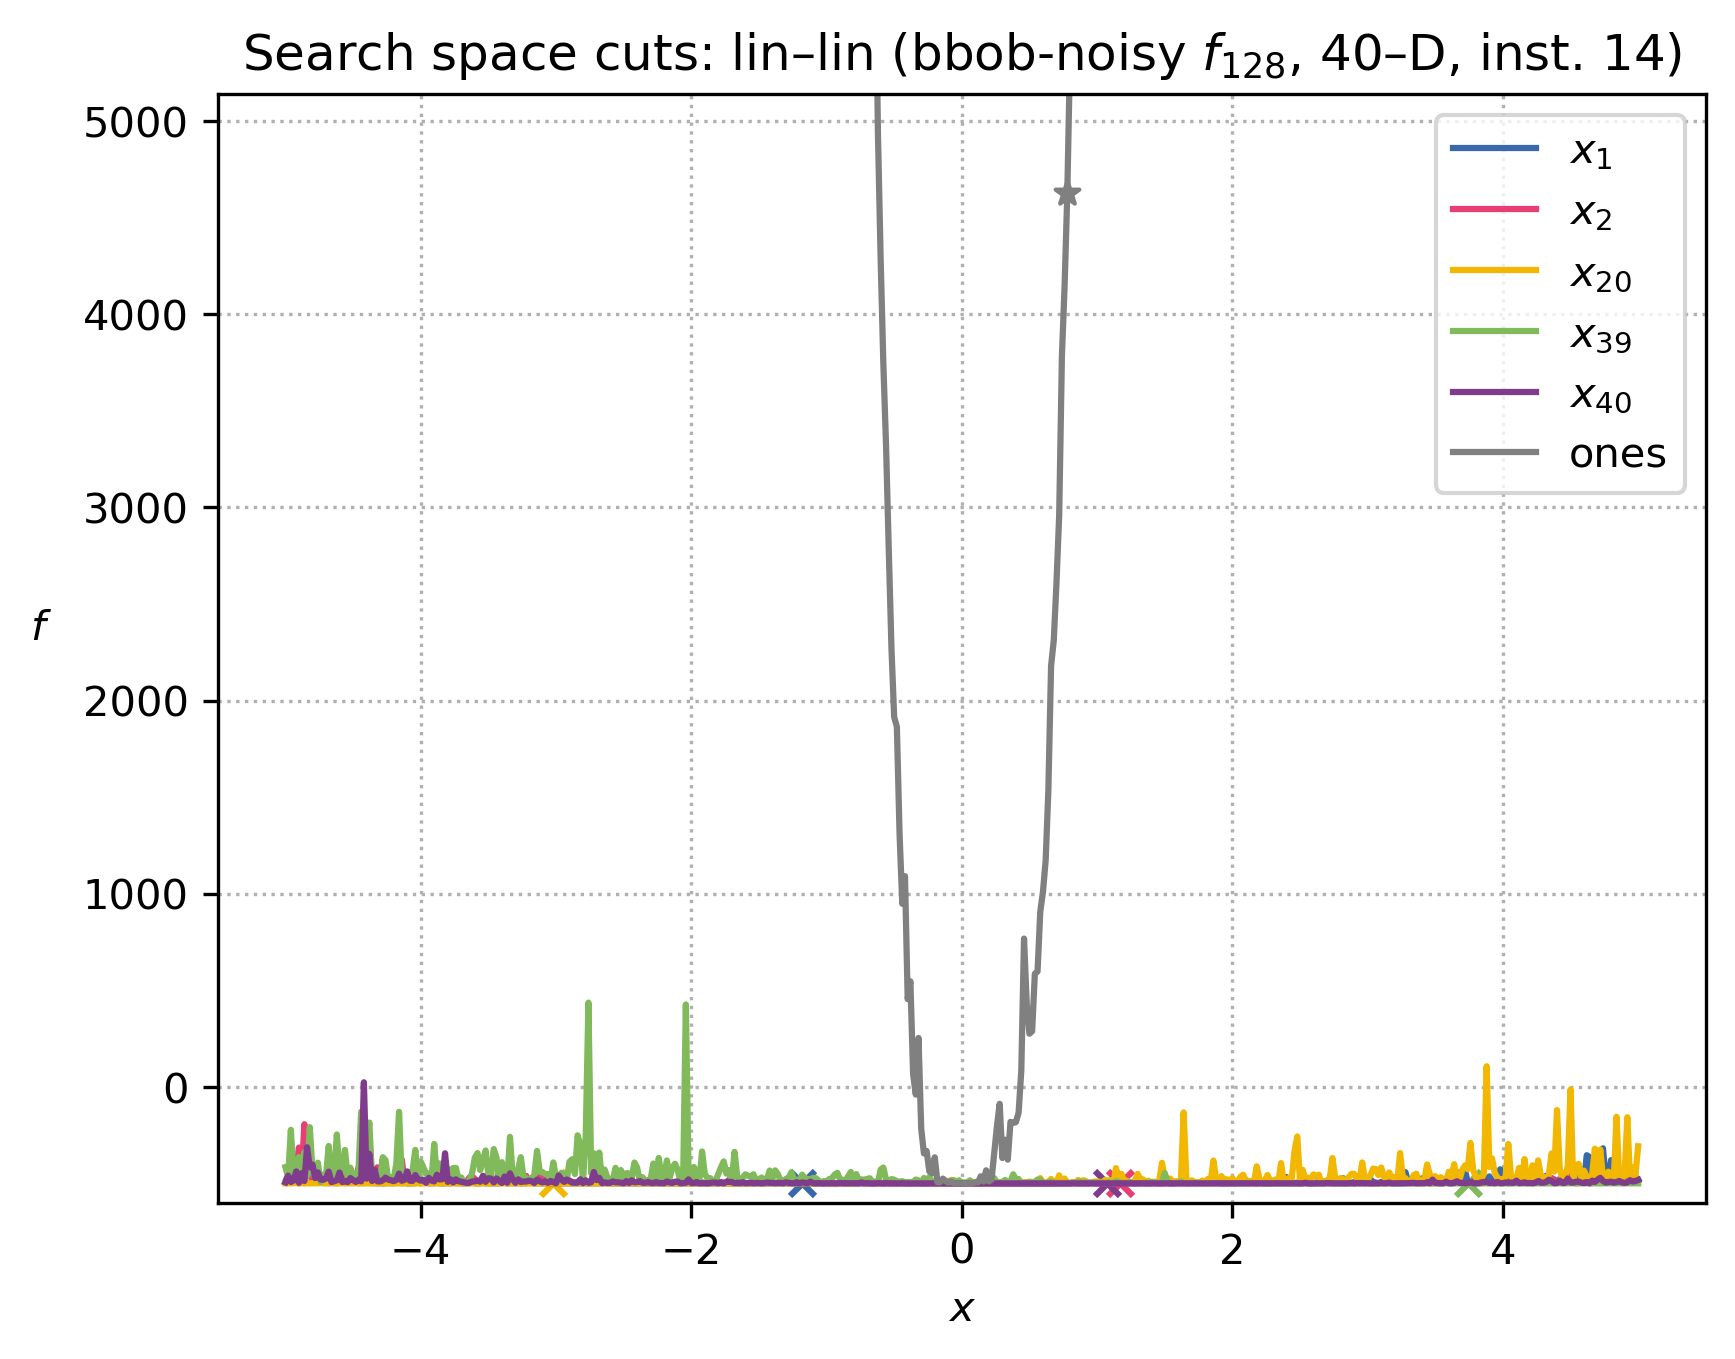 Search space cuts: lin–lin (bbob-noisy f₁₂₈, 40–D, inst. 14)
5000
4000
3000
2000
1000
0
f
x₁
x₂
x₂₀
x₃₉
x₄₀
ones
−4 −2 0 2 4
x